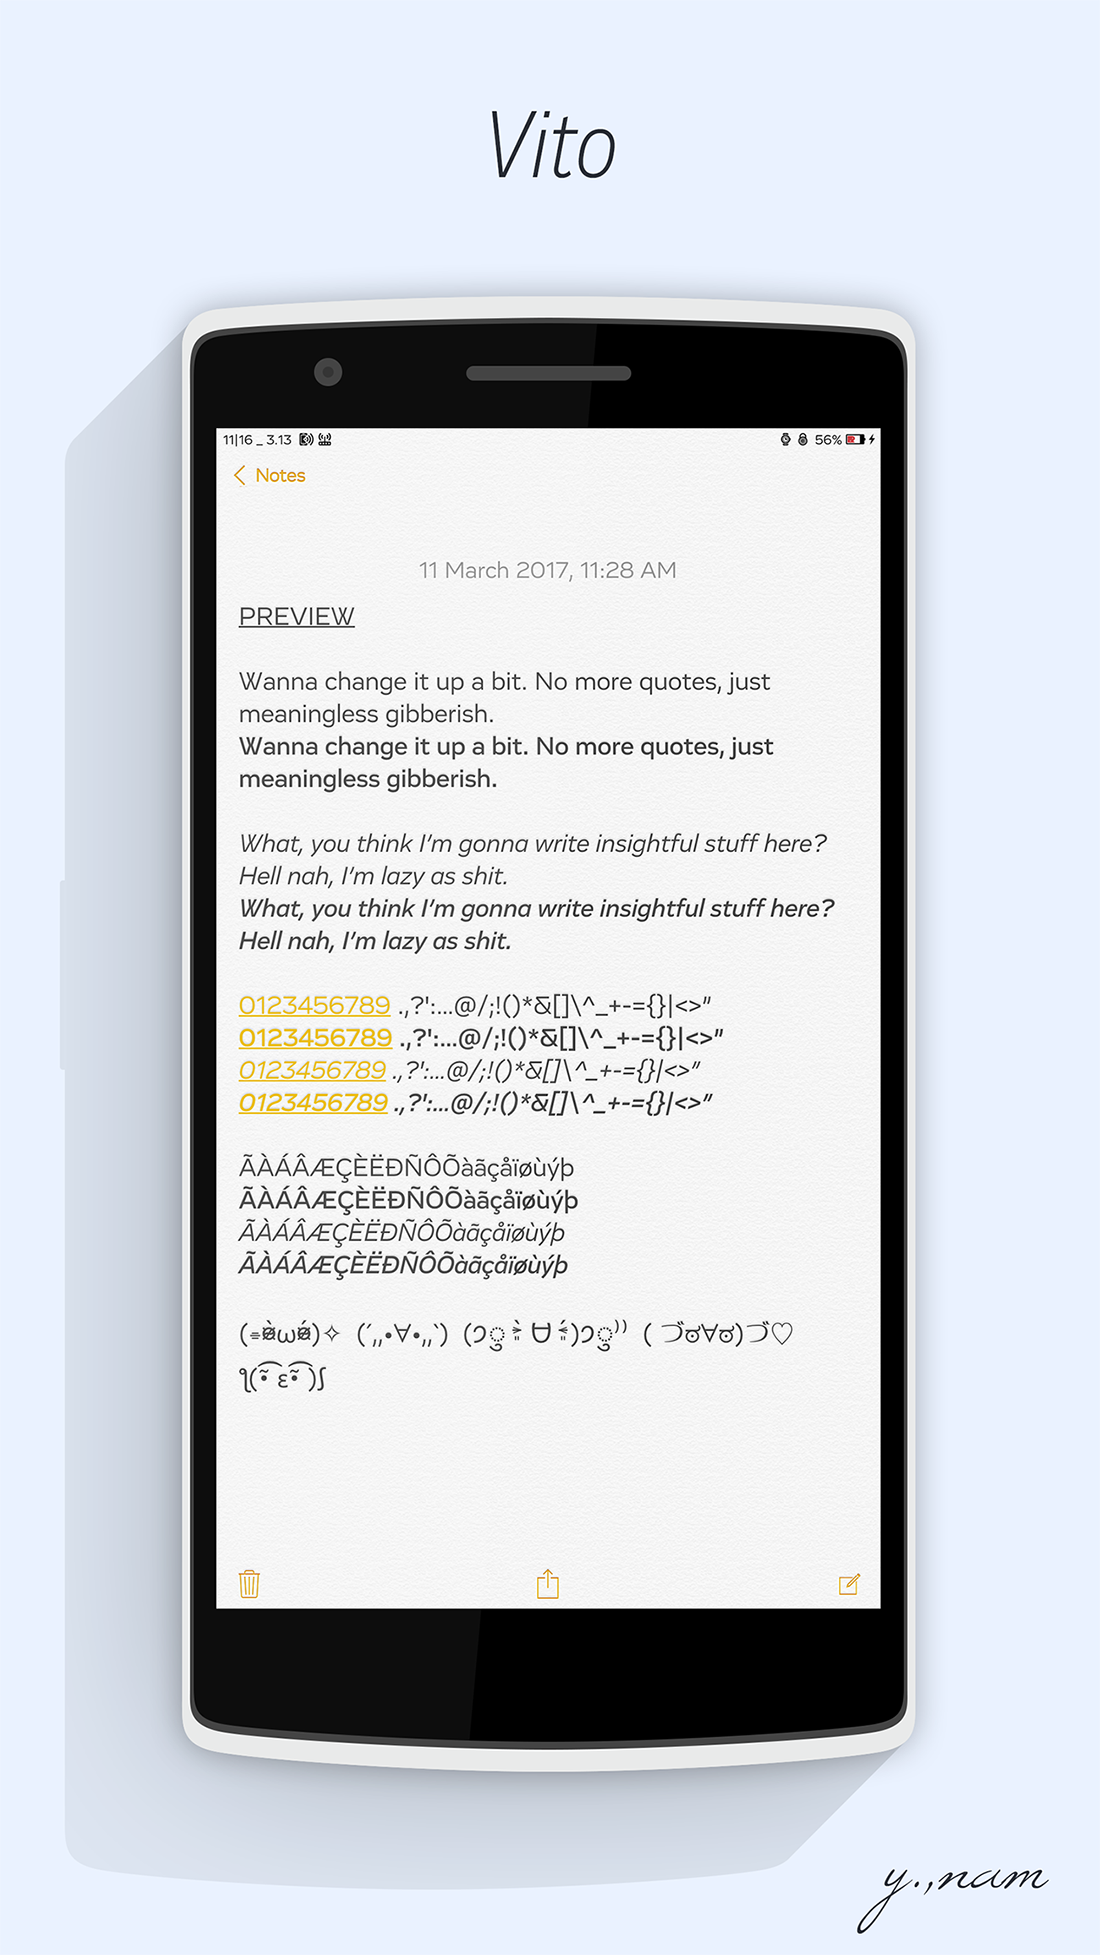 Vito
11|16 _ 3.13
56%
Notes
11 March 2017, 11:28 AM
PREVIEW
Wanna change it up a bit. No more quotes, just
meaningless gibberish.
Wanna change it up a bit. No more quotes, just
meaningless gibberish.
What, you think I'm gonna write insightful stuff here?
Hell nah, I'm lazy as shit.
What, you think I'm gonna write insightful stuff here?
Hell nah, I'm lazy as shit.
0123456789 .,?':...@/;!()*&[]\^_+-={}|<>"
0123456789 .,?':...@/;!()*&[]\^_+-={}|<>"
0123456789 .,?':...@/;!()*&[]\^_+-={}|<>"
0123456789 .,?':...@/;!()*&[]\^_+-={}|<>"
ÃÀÁÂÆÇÈËÐÑÔÕàãçåïøùýþ
ÃÀÁÂÆÇÈËÐÑÔÕàãçåïøùýþ
ÃÀÁÂÆÇÈËÐÑÔÕàãçåïøùýþ
ÃÀÁÂÆÇÈËÐÑÔÕàãçåïøùýþ
(´,,•∀•,,`) ( づಠ∀ಠ)づ♡
y.,nam